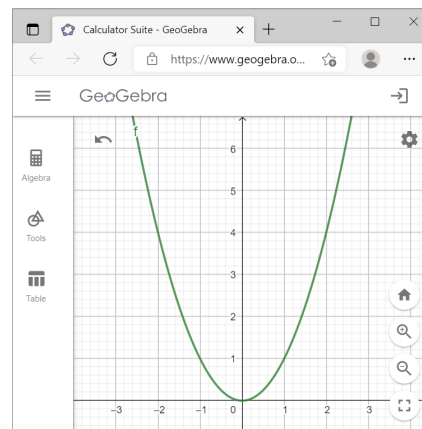 Calculator Suite - GeoGebra
https://www.geogebra.o...
GeoGebra
Algebra
Tools
Table
f
6
5
4
3
2
1
−3 −2 −1 0 1 2 3